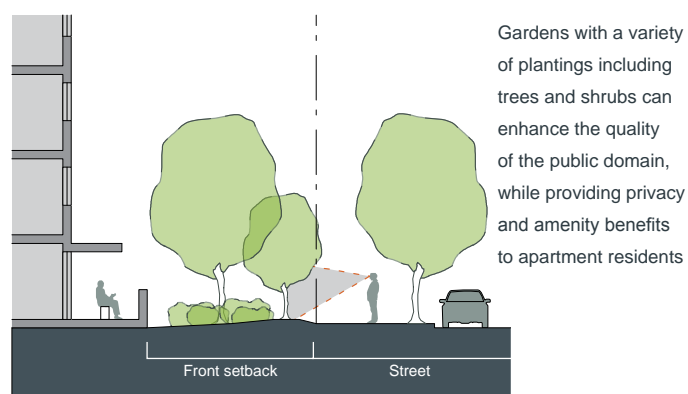 Gardens with a variety
of plantings including
trees and shrubs can
enhance the quality
of the public domain,
while providing privacy
and amenity benefits
to apartment residents
Front setback
Street